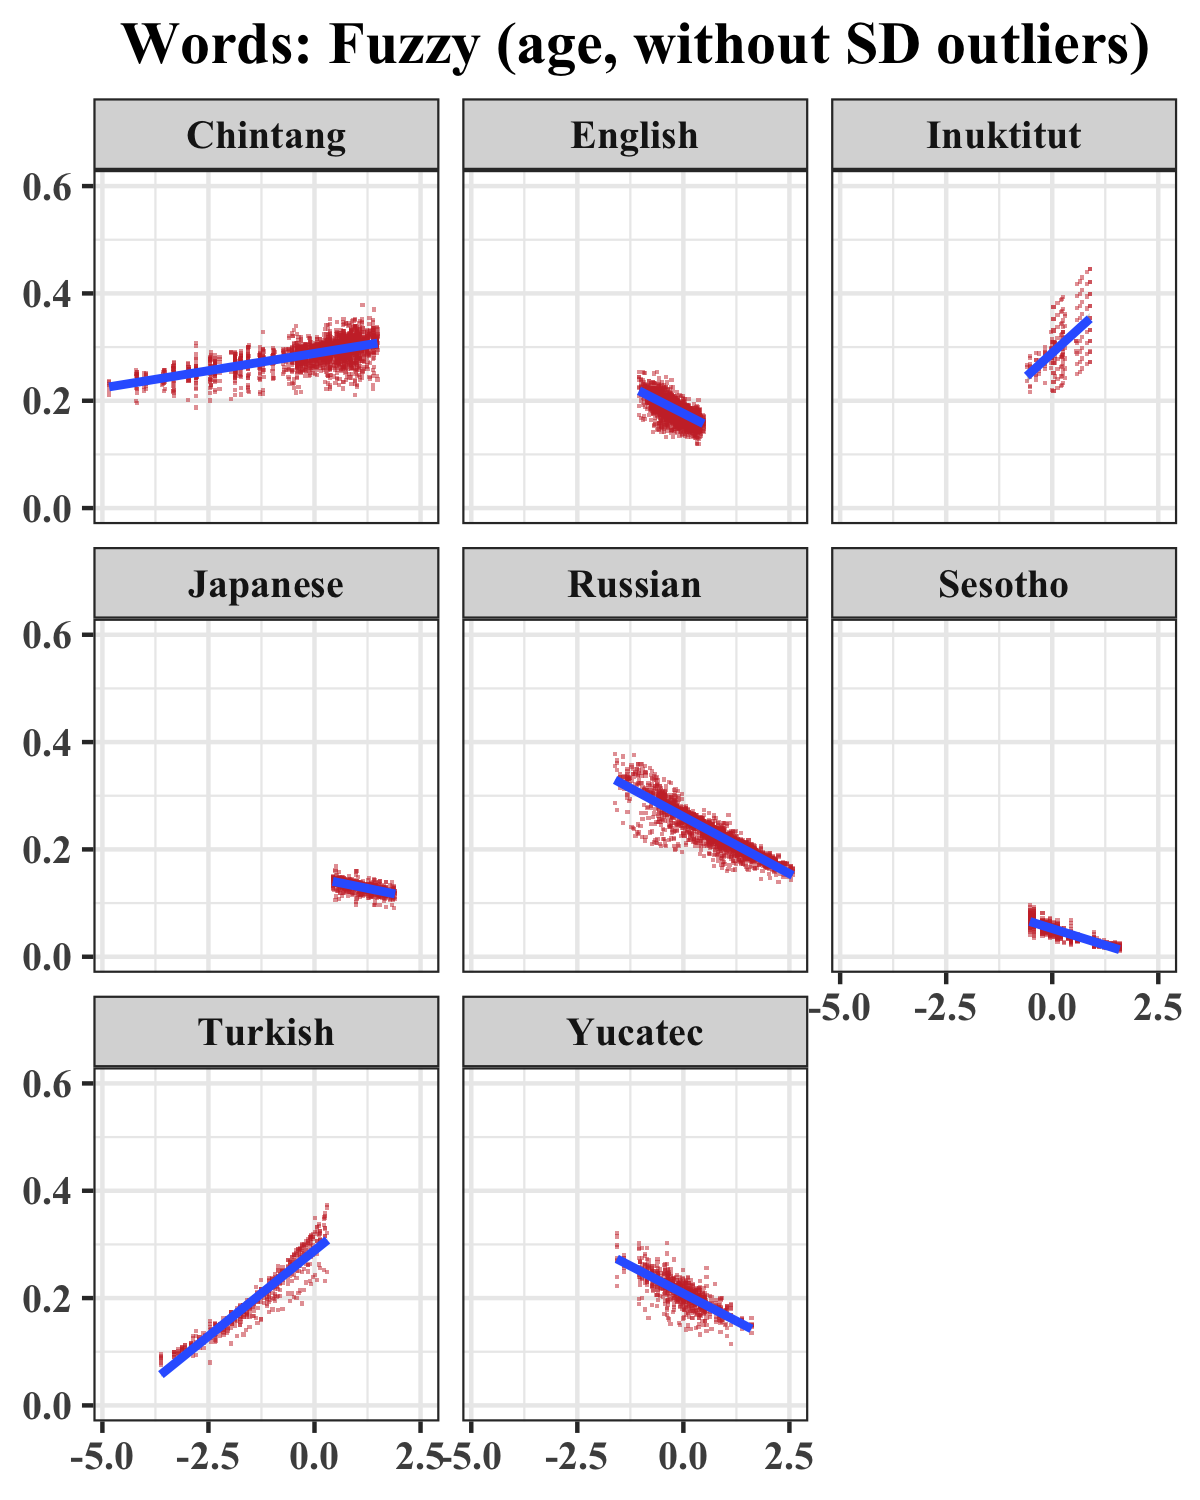 Words: Fuzzy (age, without SD outliers)
Chintang English Inuktitut
0.6
0.4
0.2
0.0
Japanese Russian Sesotho
0.6
0.4
0.2
0.0
-5.0 -2.5 0.0 2.5
Turkish Yucatec
0.6
0.4
0.2
0.0
-5.0 -2.5 0.0 2.5 -5.0 -2.5 0.0 2.5